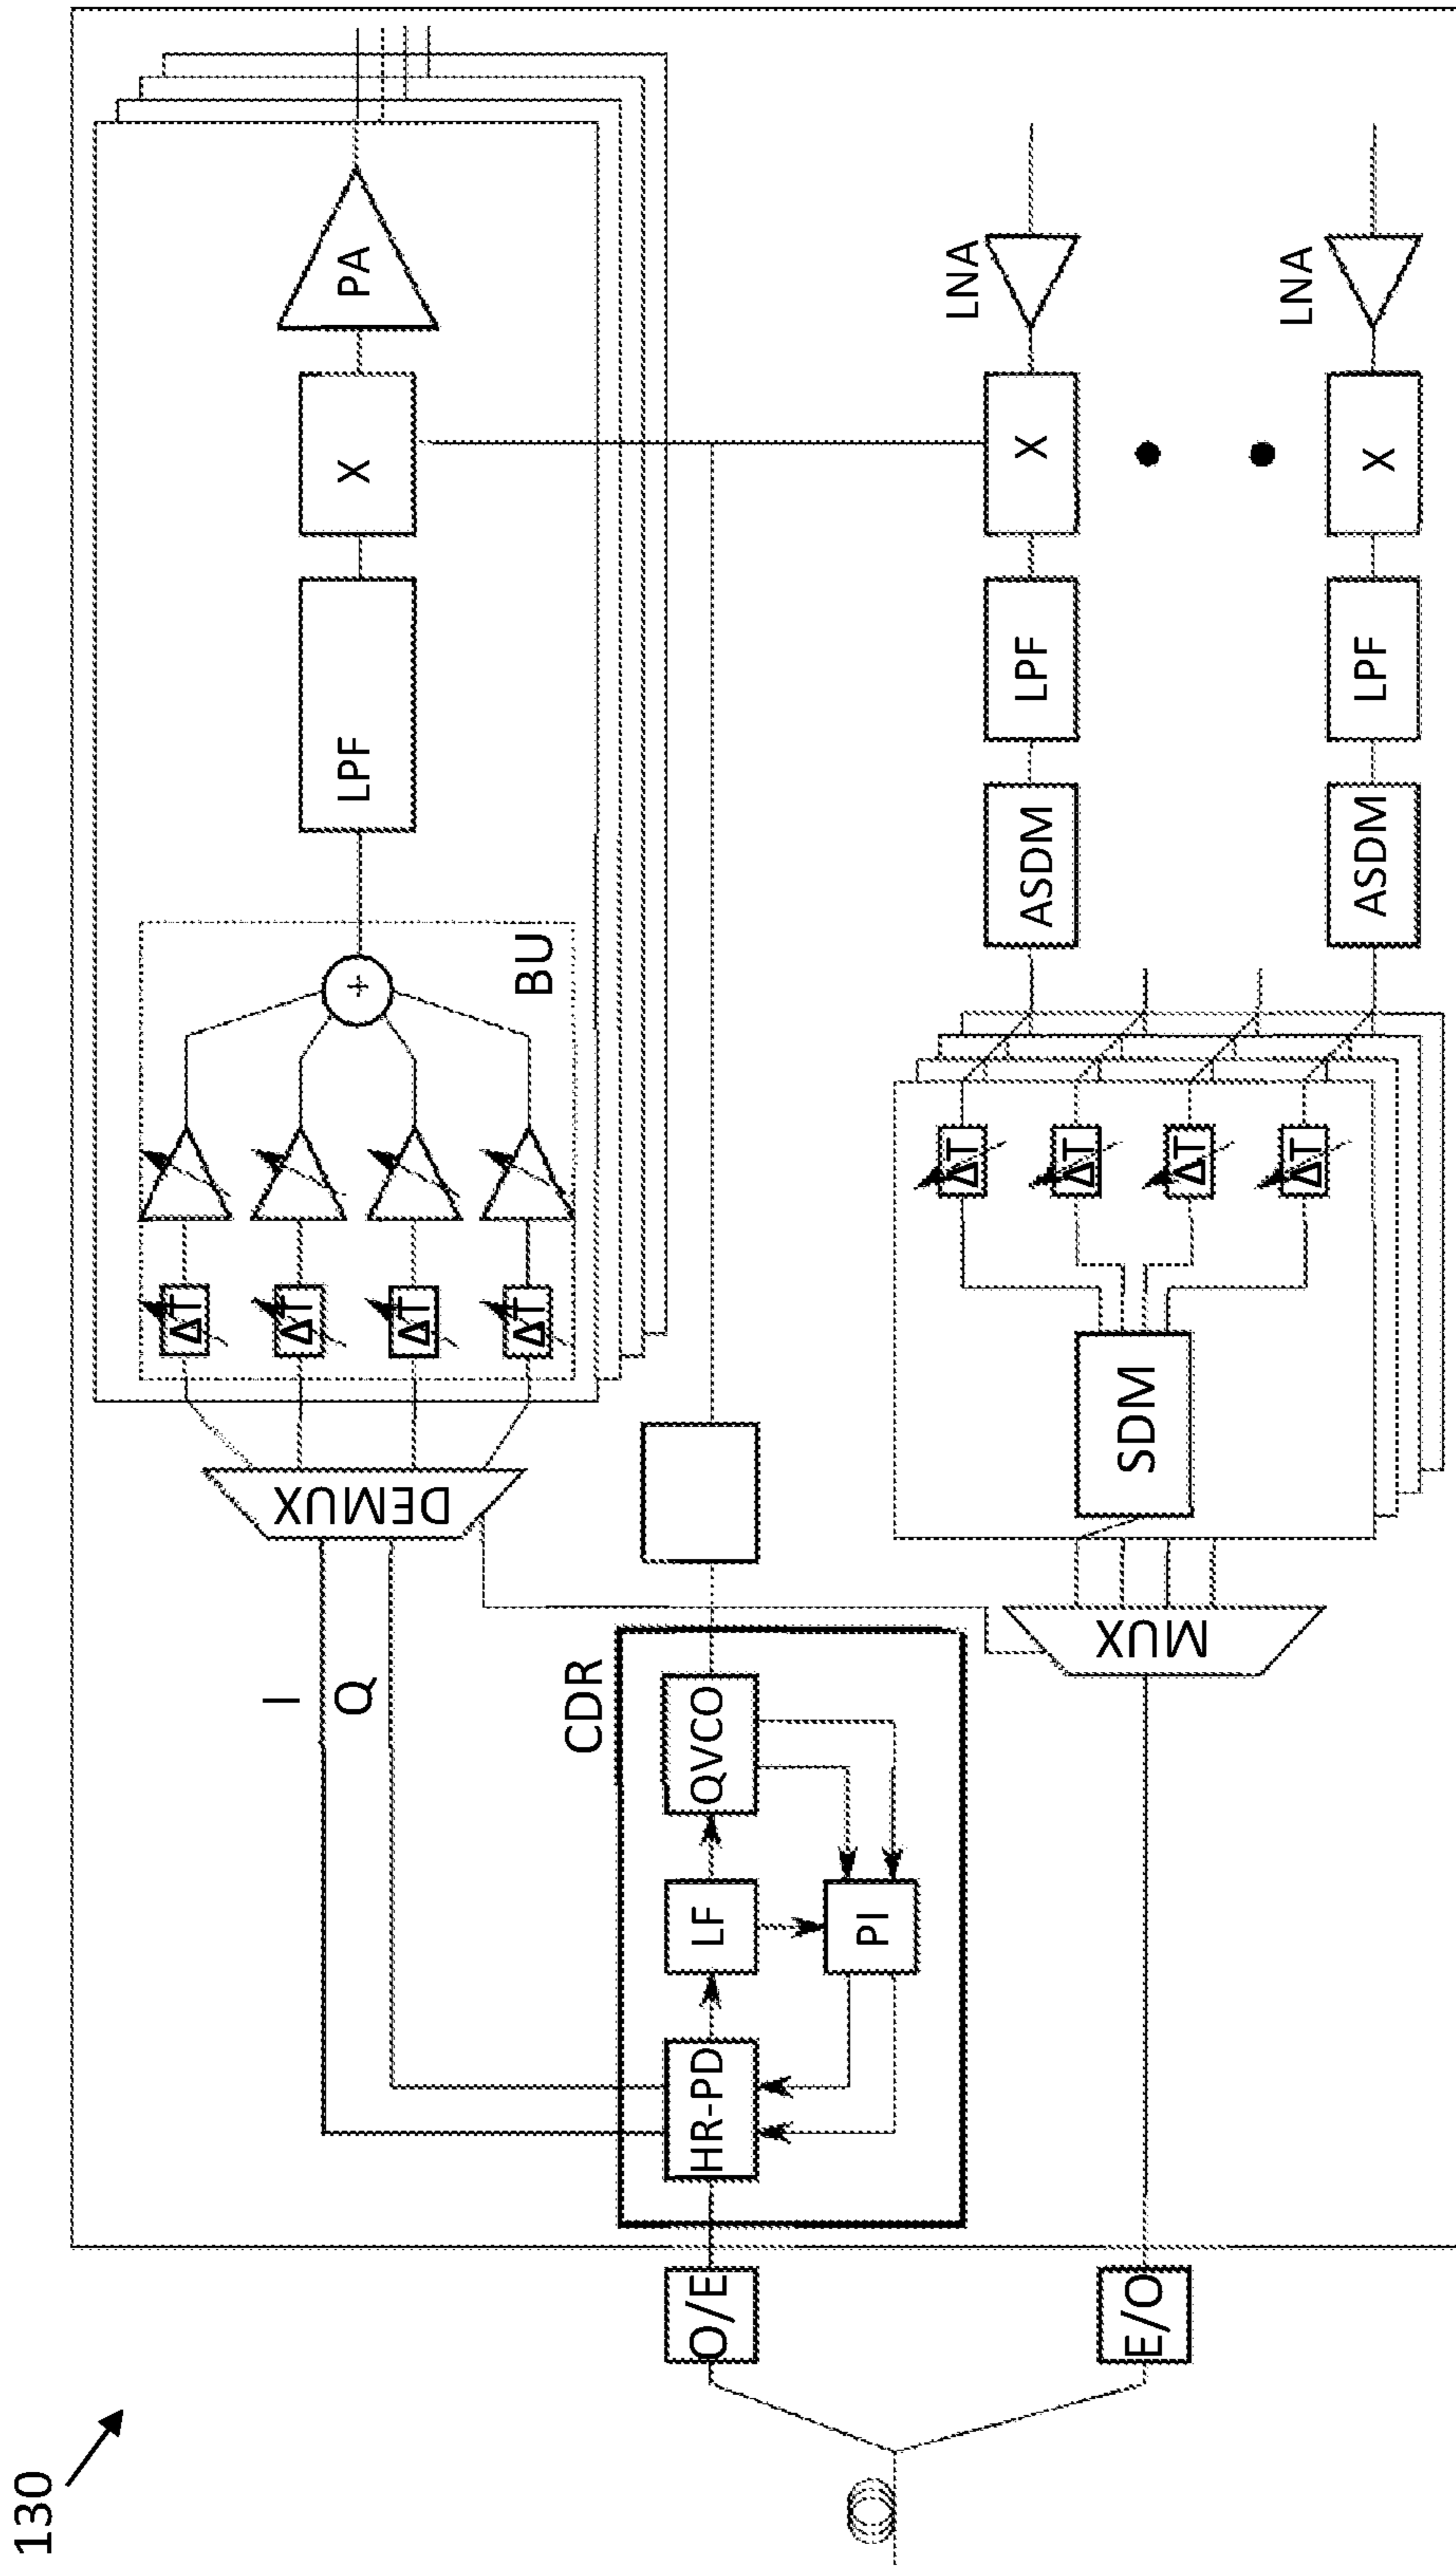 130
O/E
E/O
CDR
HR-PD
LF
QVCO
PI
I
Q
DEMUX
ΔT
ΔT
ΔT
ΔT
+
BU
LPF
X
PA
MUX
SDM
ΔT
ΔT
ΔT
ΔT
ASDM
LPF
X
LNA
ASDM
LPF
X
LNA